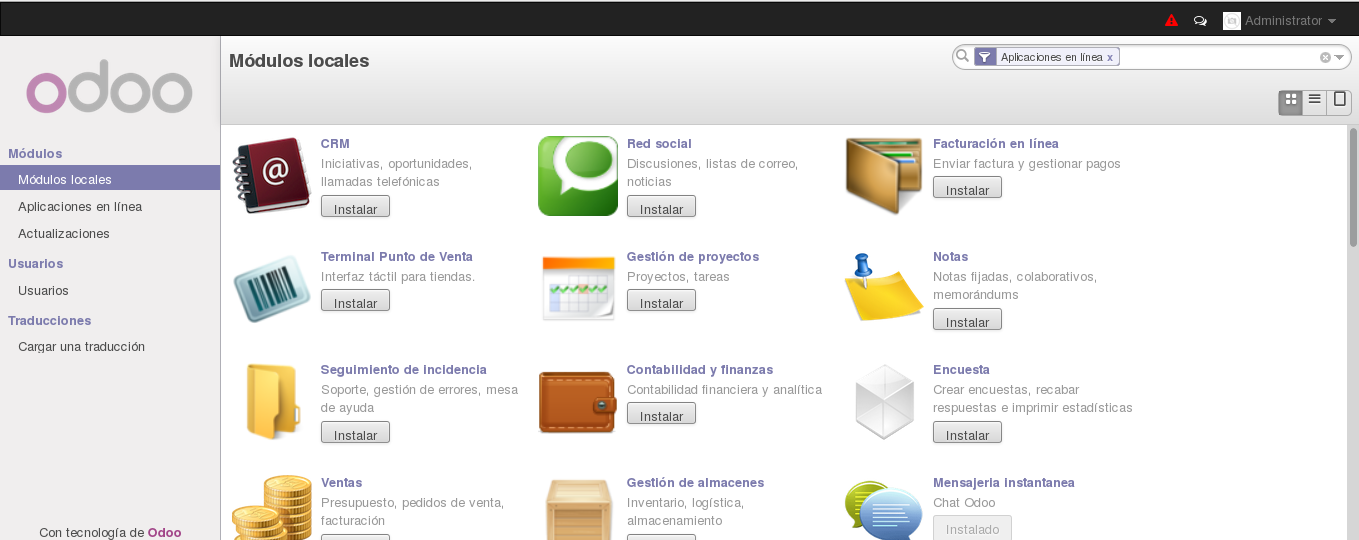 Administrator
odoo
Módulos
Módulos locales
Aplicaciones en línea
Actualizaciones
Usuarios
Usuarios
Traducciones
Cargar una traducción
Con tecnología de Odoo
Módulos locales
Aplicaciones en línea x
CRM
Iniciativas, oportunidades,
llamadas telefónicas
Instalar
Red social
Discusiones, listas de correo,
noticias
Instalar
Facturación en línea
Enviar factura y gestionar pagos
Instalar
Terminal Punto de Venta
Interfaz táctil para tiendas.
Instalar
Gestión de proyectos
Proyectos, tareas
Instalar
Notas
Notas fijadas, colaborativos,
memorándums
Instalar
Seguimiento de incidencia
Soporte, gestión de errores, mesa
de ayuda
Instalar
Contabilidad y finanzas
Contabilidad financiera y analítica
Instalar
Encuesta
Crear encuestas, recabar
respuestas e imprimir estadísticas
Instalar
Ventas
Presupuesto, pedidos de venta,
facturación
Gestión de almacenes
Inventario, logística,
almacenamiento
Mensajeria instantanea
Chat Odoo
Instalado